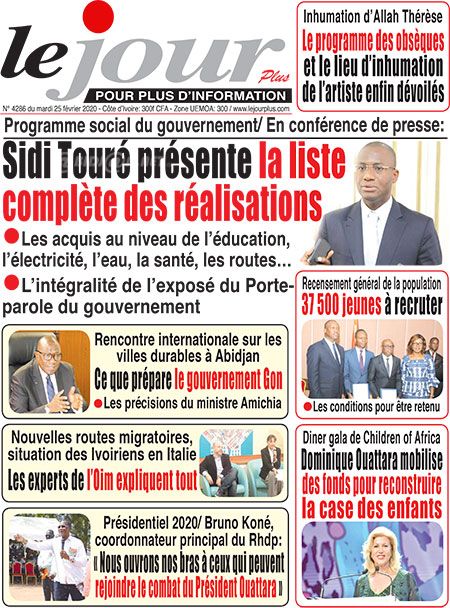 le jour
Plus
POUR PLUS D'INFORMATION
N° 4286 du mardi 25 février 2020 - Côte d'Ivoire: 300f CFA - Zone UEMOA: 300 / www.lejourplus.com
Inhumation d'Allah Thérèse
Le programme des obsèques
et le lieu d'inhumation
de l'artiste enfin dévoilés
Programme social du gouvernement/ En conférence de presse:
Sidi Touré présente la liste
complète des réalisations
●Les acquis au niveau de l'éducation,
l'électricité, l'eau, la santé, les routes...
●L'intégralité de l'exposé du Porte-
parole du gouvernement
Recensement général de la population
37 500 jeunes à recruter
●Les conditions pour être retenu
Rencontre internationale sur les
villes durables à Abidjan
Ce que prépare le gouvernement Gon
●Les précisions du ministre Amichia
Nouvelles routes migratoires,
situation des Ivoiriens en Italie
Les experts de l'Oim expliquent tout
Diner gala de Children of Africa
Dominique Ouattara mobilise
des fonds pour reconstruire
la case des enfants
Présidentiel 2020/ Bruno Koné,
coordonnateur principal du Rhdp:
« Nous ouvrons nos bras à ceux qui peuvent
rejoindre le combat du Président Ouattara »